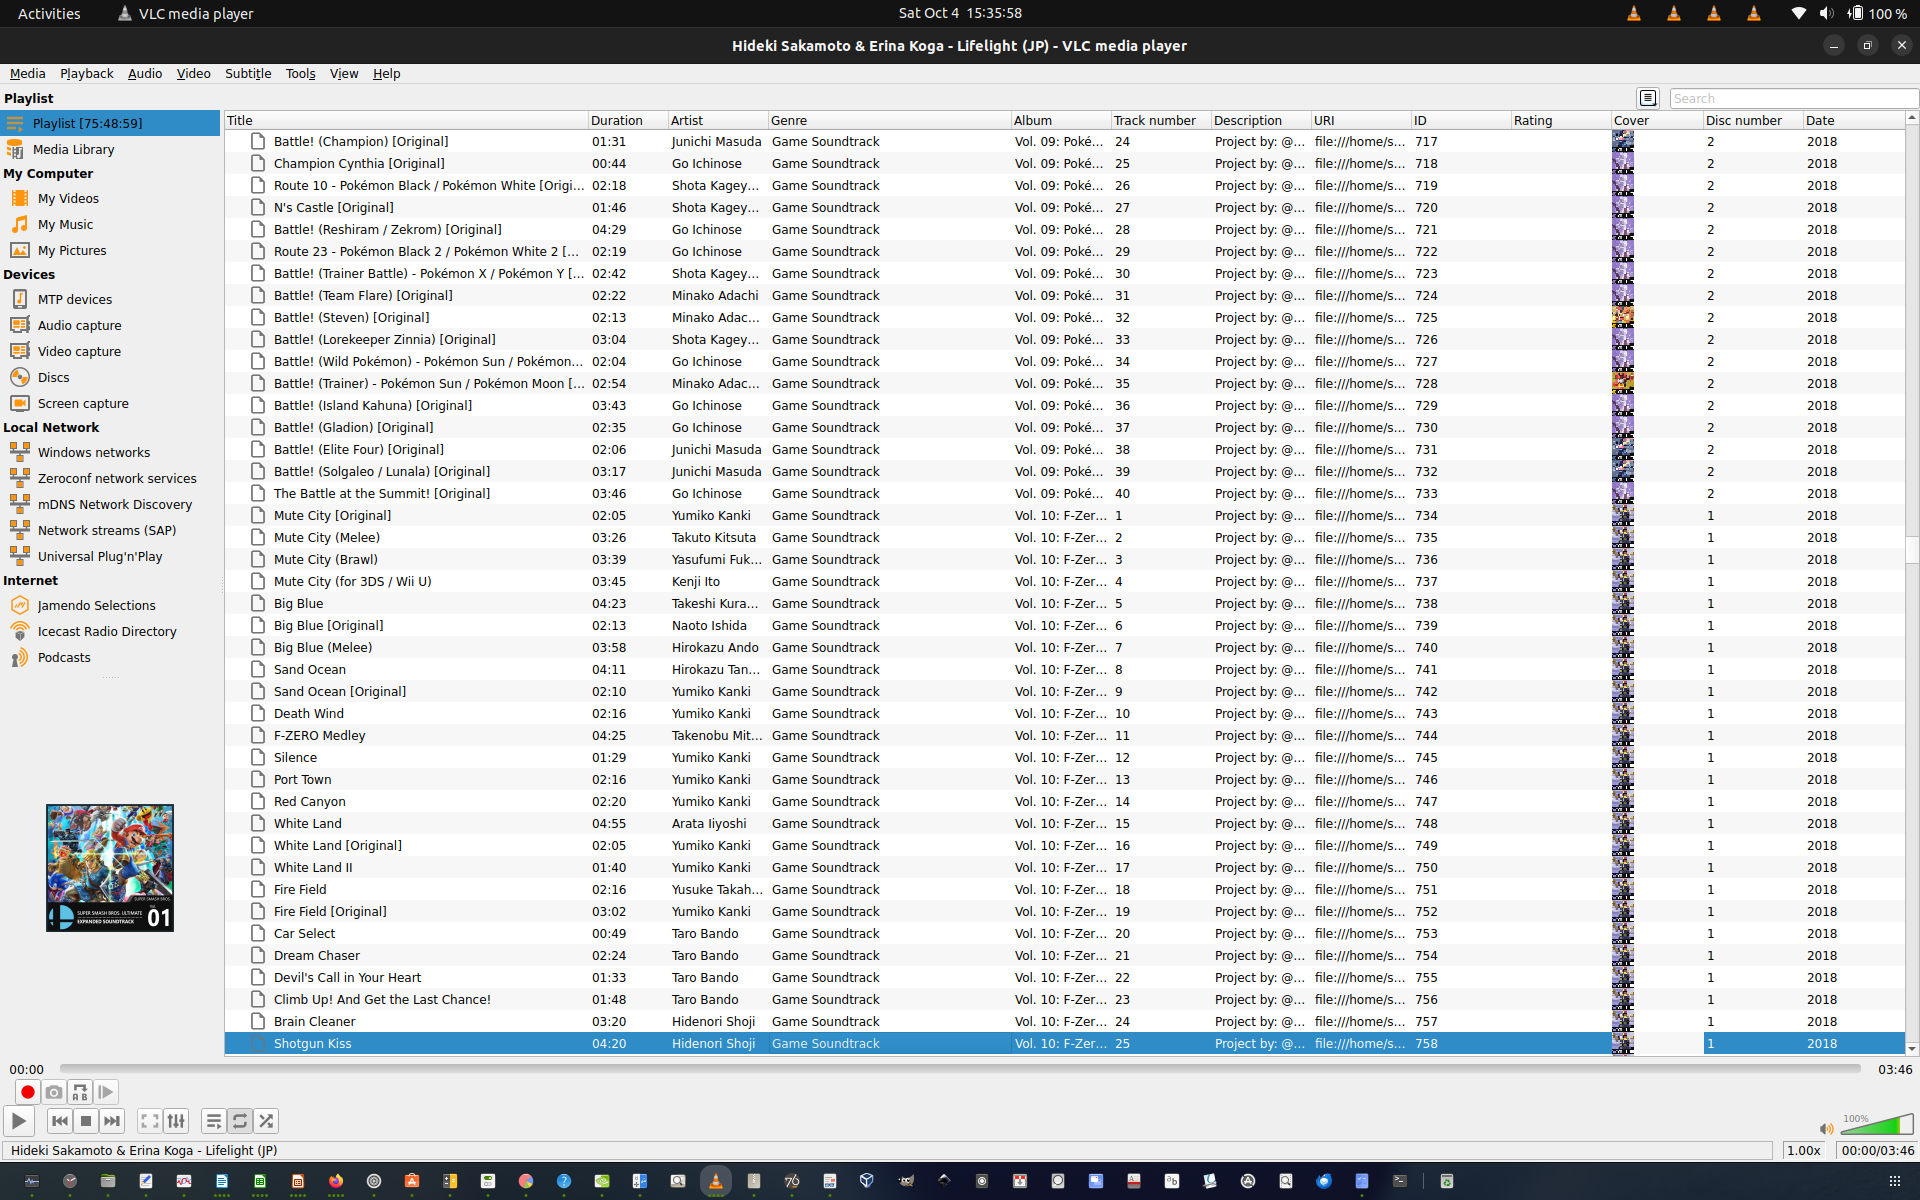 Activities VLC media player Sat Oct 4 15:35:58 100 %
Hideki Sakamoto & Erina Koga - Lifelight (JP) - VLC media player
Media Playback Audio Video Subtitle Tools View Help
Playlist
Search
Playlist [75:48:59]
Media Library
My Computer
My Videos
My Music
My Pictures
Devices
MTP devices
Audio capture
Video capture
Discs
Screen capture
Local Network
Windows networks
Zeroconf network services
mDNS Network Discovery
Network streams (SAP)
Universal Plug'n'Play
Internet
Jamendo Selections
Icecast Radio Directory
Podcasts
SUPER SMASH BROS. ULTIMATE
EXPANDED SOUNDTRACK
01
Title Duration Artist Genre Album Track number Description URI ID Rating Cover Disc number Date
Battle! (Champion) [Original] 01:31 Junichi Masuda Game Soundtrack Vol. 09: Poké... 24 Project by: @... file:///home/s... 717 2 2018
Champion Cynthia [Original] 00:44 Go Ichinose Game Soundtrack Vol. 09: Poké... 25 Project by: @... file:///home/s... 718 2 2018
Route 10 - Pokémon Black / Pokémon White [Origi... 02:18 Shota Kagey... Game Soundtrack Vol. 09: Poké... 26 Project by: @... file:///home/s... 719 2 2018
N's Castle [Original] 01:46 Shota Kagey... Game Soundtrack Vol. 09: Poké... 27 Project by: @... file:///home/s... 720 2 2018
Battle! (Reshiram / Zekrom) [Original] 04:29 Go Ichinose Game Soundtrack Vol. 09: Poké... 28 Project by: @... file:///home/s... 721 2 2018
Route 23 - Pokémon Black 2 / Pokémon White 2 [... 02:19 Go Ichinose Game Soundtrack Vol. 09: Poké... 29 Project by: @... file:///home/s... 722 2 2018
Battle! (Trainer Battle) - Pokémon X / Pokémon Y [... 02:42 Shota Kagey... Game Soundtrack Vol. 09: Poké... 30 Project by: @... file:///home/s... 723 2 2018
Battle! (Team Flare) [Original] 02:22 Minako Adachi Game Soundtrack Vol. 09: Poké... 31 Project by: @... file:///home/s... 724 2 2018
Battle! (Steven) [Original] 02:13 Minako Adac... Game Soundtrack Vol. 09: Poké... 32 Project by: @... file:///home/s... 725 2 2018
Battle! (Lorekeeper Zinnia) [Original] 03:04 Shota Kagey... Game Soundtrack Vol. 09: Poké... 33 Project by: @... file:///home/s... 726 2 2018
Battle! (Wild Pokémon) - Pokémon Sun / Pokémon... 02:04 Go Ichinose Game Soundtrack Vol. 09: Poké... 34 Project by: @... file:///home/s... 727 2 2018
Battle! (Trainer) - Pokémon Sun / Pokémon Moon [... 02:54 Minako Adac... Game Soundtrack Vol. 09: Poké... 35 Project by: @... file:///home/s... 728 2 2018
Battle! (Island Kahuna) [Original] 03:43 Go Ichinose Game Soundtrack Vol. 09: Poké... 36 Project by: @... file:///home/s... 729 2 2018
Battle! (Gladion) [Original] 02:35 Go Ichinose Game Soundtrack Vol. 09: Poké... 37 Project by: @... file:///home/s... 730 2 2018
Battle! (Elite Four) [Original] 02:06 Junichi Masuda Game Soundtrack Vol. 09: Poké... 38 Project by: @... file:///home/s... 731 2 2018
Battle! (Solgaleo / Lunala) [Original] 03:17 Junichi Masuda Game Soundtrack Vol. 09: Poké... 39 Project by: @... file:///home/s... 732 2 2018
The Battle at the Summit! [Original] 03:46 Go Ichinose Game Soundtrack Vol. 09: Poké... 40 Project by: @... file:///home/s... 733 2 2018
Mute City [Original] 02:05 Yumiko Kanki Game Soundtrack Vol. 10: F-Zer... 1 Project by: @... file:///home/s... 734 1 2018
Mute City (Melee) 03:26 Takuto Kitsuta Game Soundtrack Vol. 10: F-Zer... 2 Project by: @... file:///home/s... 735 1 2018
Mute City (Brawl) 03:39 Yasufumi Fuk... Game Soundtrack Vol. 10: F-Zer... 3 Project by: @... file:///home/s... 736 1 2018
Mute City (for 3DS / Wii U) 03:45 Kenji Ito Game Soundtrack Vol. 10: F-Zer... 4 Project by: @... file:///home/s... 737 1 2018
Big Blue 04:23 Takeshi Kura... Game Soundtrack Vol. 10: F-Zer... 5 Project by: @... file:///home/s... 738 1 2018
Big Blue [Original] 02:13 Naoto Ishida Game Soundtrack Vol. 10: F-Zer... 6 Project by: @... file:///home/s... 739 1 2018
Big Blue (Melee) 03:58 Hirokazu Ando Game Soundtrack Vol. 10: F-Zer... 7 Project by: @... file:///home/s... 740 1 2018
Sand Ocean 04:11 Hirokazu Tan... Game Soundtrack Vol. 10: F-Zer... 8 Project by: @... file:///home/s... 741 1 2018
Sand Ocean [Original] 02:10 Yumiko Kanki Game Soundtrack Vol. 10: F-Zer... 9 Project by: @... file:///home/s... 742 1 2018
Death Wind 02:16 Yumiko Kanki Game Soundtrack Vol. 10: F-Zer... 10 Project by: @... file:///home/s... 743 1 2018
F-ZERO Medley 04:25 Takenobu Mit... Game Soundtrack Vol. 10: F-Zer... 11 Project by: @... file:///home/s... 744 1 2018
Silence 01:29 Yumiko Kanki Game Soundtrack Vol. 10: F-Zer... 12 Project by: @... file:///home/s... 745 1 2018
Port Town 02:16 Yumiko Kanki Game Soundtrack Vol. 10: F-Zer... 13 Project by: @... file:///home/s... 746 1 2018
Red Canyon 02:20 Yumiko Kanki Game Soundtrack Vol. 10: F-Zer... 14 Project by: @... file:///home/s... 747 1 2018
White Land 04:55 Arata Iiyoshi Game Soundtrack Vol. 10: F-Zer... 15 Project by: @... file:///home/s... 748 1 2018
White Land [Original] 02:05 Yumiko Kanki Game Soundtrack Vol. 10: F-Zer... 16 Project by: @... file:///home/s... 749 1 2018
White Land II 01:40 Yumiko Kanki Game Soundtrack Vol. 10: F-Zer... 17 Project by: @... file:///home/s... 750 1 2018
Fire Field 02:16 Yusuke Takah... Game Soundtrack Vol. 10: F-Zer... 18 Project by: @... file:///home/s... 751 1 2018
Fire Field [Original] 03:02 Yumiko Kanki Game Soundtrack Vol. 10: F-Zer... 19 Project by: @... file:///home/s... 752 1 2018
Car Select 00:49 Taro Bando Game Soundtrack Vol. 10: F-Zer... 20 Project by: @... file:///home/s... 753 1 2018
Dream Chaser 02:24 Taro Bando Game Soundtrack Vol. 10: F-Zer... 21 Project by: @... file:///home/s... 754 1 2018
Devil's Call in Your Heart 01:33 Taro Bando Game Soundtrack Vol. 10: F-Zer... 22 Project by: @... file:///home/s... 755 1 2018
Climb Up! And Get the Last Chance! 01:48 Taro Bando Game Soundtrack Vol. 10: F-Zer... 23 Project by: @... file:///home/s... 756 1 2018
Brain Cleaner 03:20 Hidenori Shoji Game Soundtrack Vol. 10: F-Zer... 24 Project by: @... file:///home/s... 757 1 2018
Shotgun Kiss 04:20 Hidenori Shoji Game Soundtrack Vol. 10: F-Zer... 25 Project by: @... file:///home/s... 758 1 2018
00:00 03:46
100%
Hideki Sakamoto & Erina Koga - Lifelight (JP) 1.00x 00:00/03:46